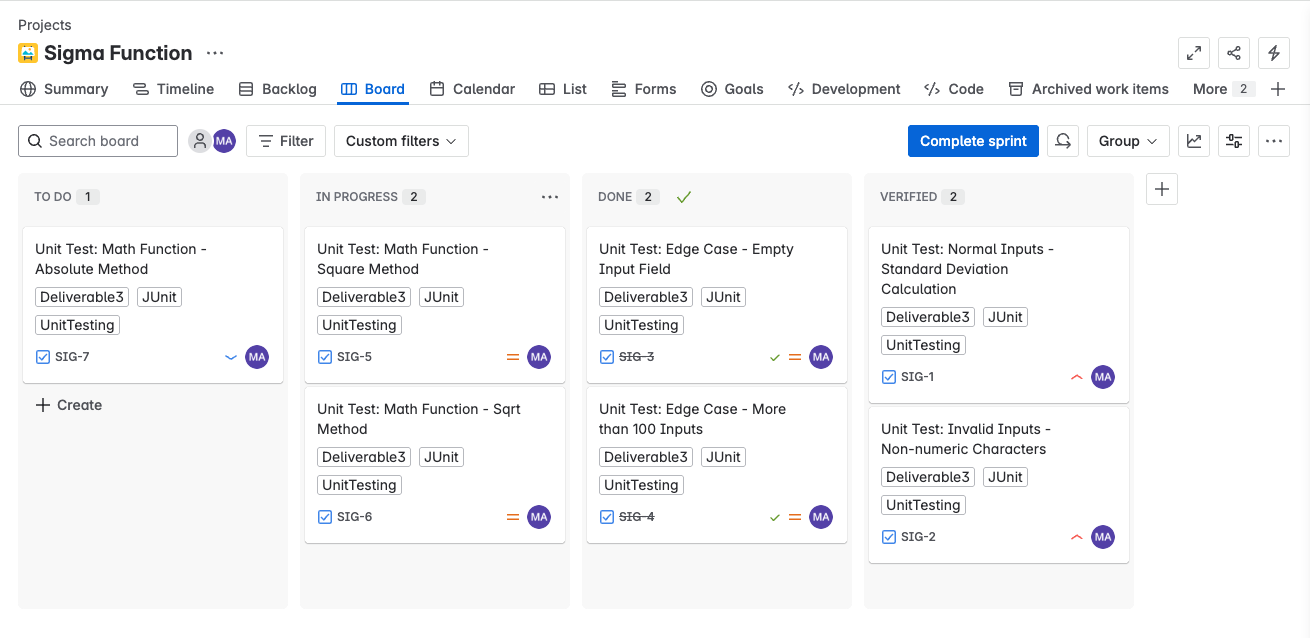 Projects
Sigma Function
Summary Timeline Backlog Board Calendar List Forms Goals Development Code Archived work items More 2
Search board MA Filter Custom filters Complete sprint Group
TO DO 1
Unit Test: Math Function -
Absolute Method
Deliverable3 JUnit
UnitTesting
SIG-7 MA
Create
IN PROGRESS 2
Unit Test: Math Function -
Square Method
Deliverable3 JUnit
UnitTesting
SIG-5 MA
Unit Test: Math Function - Sqrt
Method
Deliverable3 JUnit
UnitTesting
SIG-6 MA
DONE 2
Unit Test: Edge Case - Empty
Input Field
Deliverable3 JUnit
UnitTesting
SIG-3 MA
Unit Test: Edge Case - More
than 100 Inputs
Deliverable3 JUnit
UnitTesting
SIG-4 MA
VERIFIED 2
Unit Test: Normal Inputs -
Standard Deviation
Calculation
Deliverable3 JUnit
UnitTesting
SIG-1 MA
Unit Test: Invalid Inputs -
Non-numeric Characters
Deliverable3 JUnit
UnitTesting
SIG-2 MA